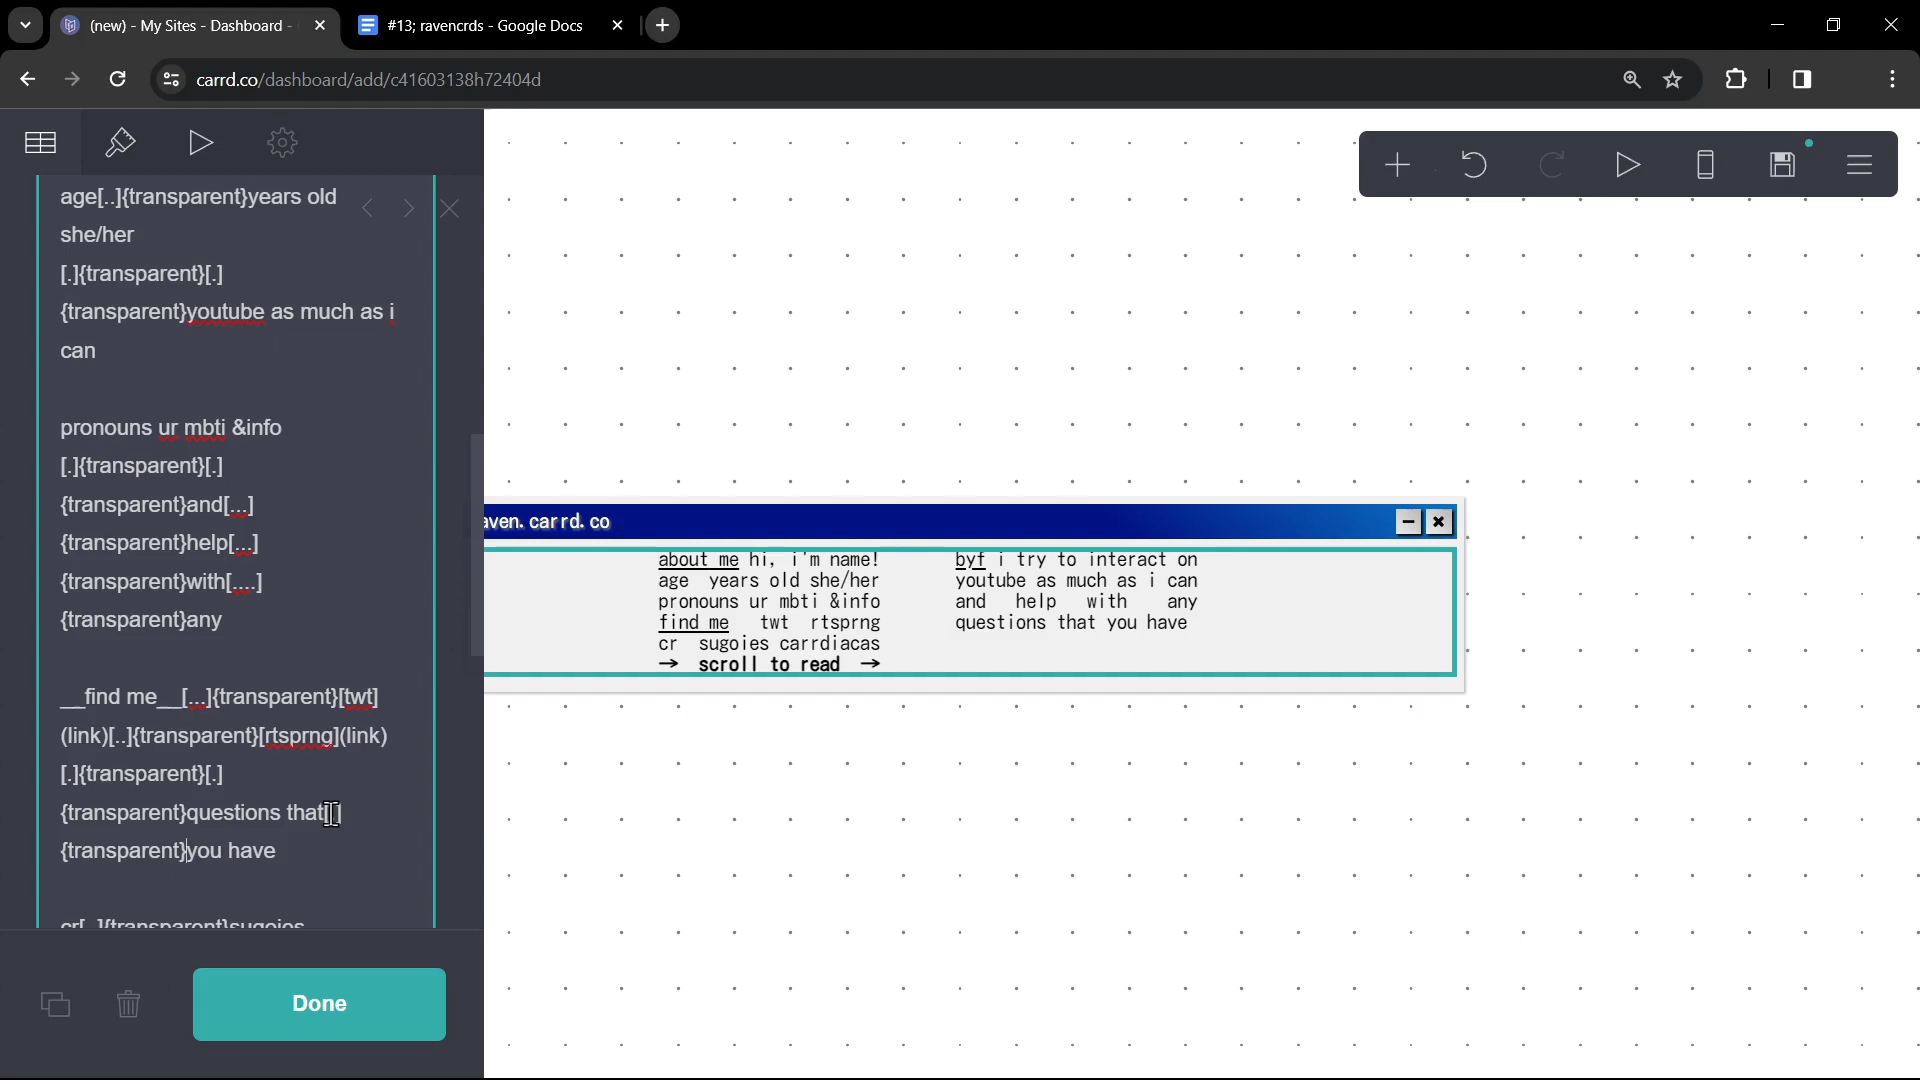 (new) - My Sites - Dashboard -
#13; ravencrds - Google Docs
carrd.co/dashboard/add/c41603138h72404d
age[..]{transparent}years old
she/her
[.]{transparent}[.]
{transparent}youtube as much as i
can
pronouns ur mbti &info
[.]{transparent}[.]
{transparent}and[...]
{transparent}help[...]
{transparent}with[....]
{transparent}any
__find me__[...]{transparent}[twt]
(link)[..]{transparent}[rtsprng](link)
[.]{transparent}[.]
{transparent}questions that[.]
{transparent}you have
cr[..]{transparent}sugoies
Done
aven.carrd.co
about me hi, i'm name!
age years old she/her
pronouns ur mbti &info
find me twt rtsprng
cr sugoies carrdiacas
→ scroll to read →
byf i try to interact on
youtube as much as i can
and help with any
questions that you have